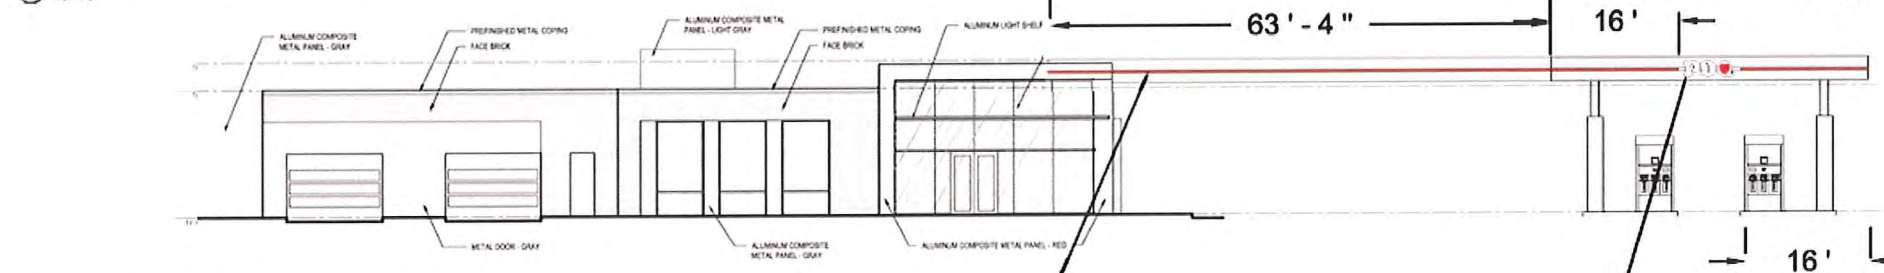 ALUMINUM COMPOSITE
METAL PANEL - GRAY
PREFINISHED METAL COPING
FACE BRICK
ALUMINUM COMPOSITE METAL
PANEL - LIGHT GRAY
PREFINISHED METAL COPING
FACE BRICK
ALUMINUM LIGHT SHELF
63'-4"
16'
METAL DOOR - GRAY
ALUMINUM COMPOSITE
METAL PANEL - GRAY
ALUMINUM COMPOSITE METAL PANEL - RED
16'